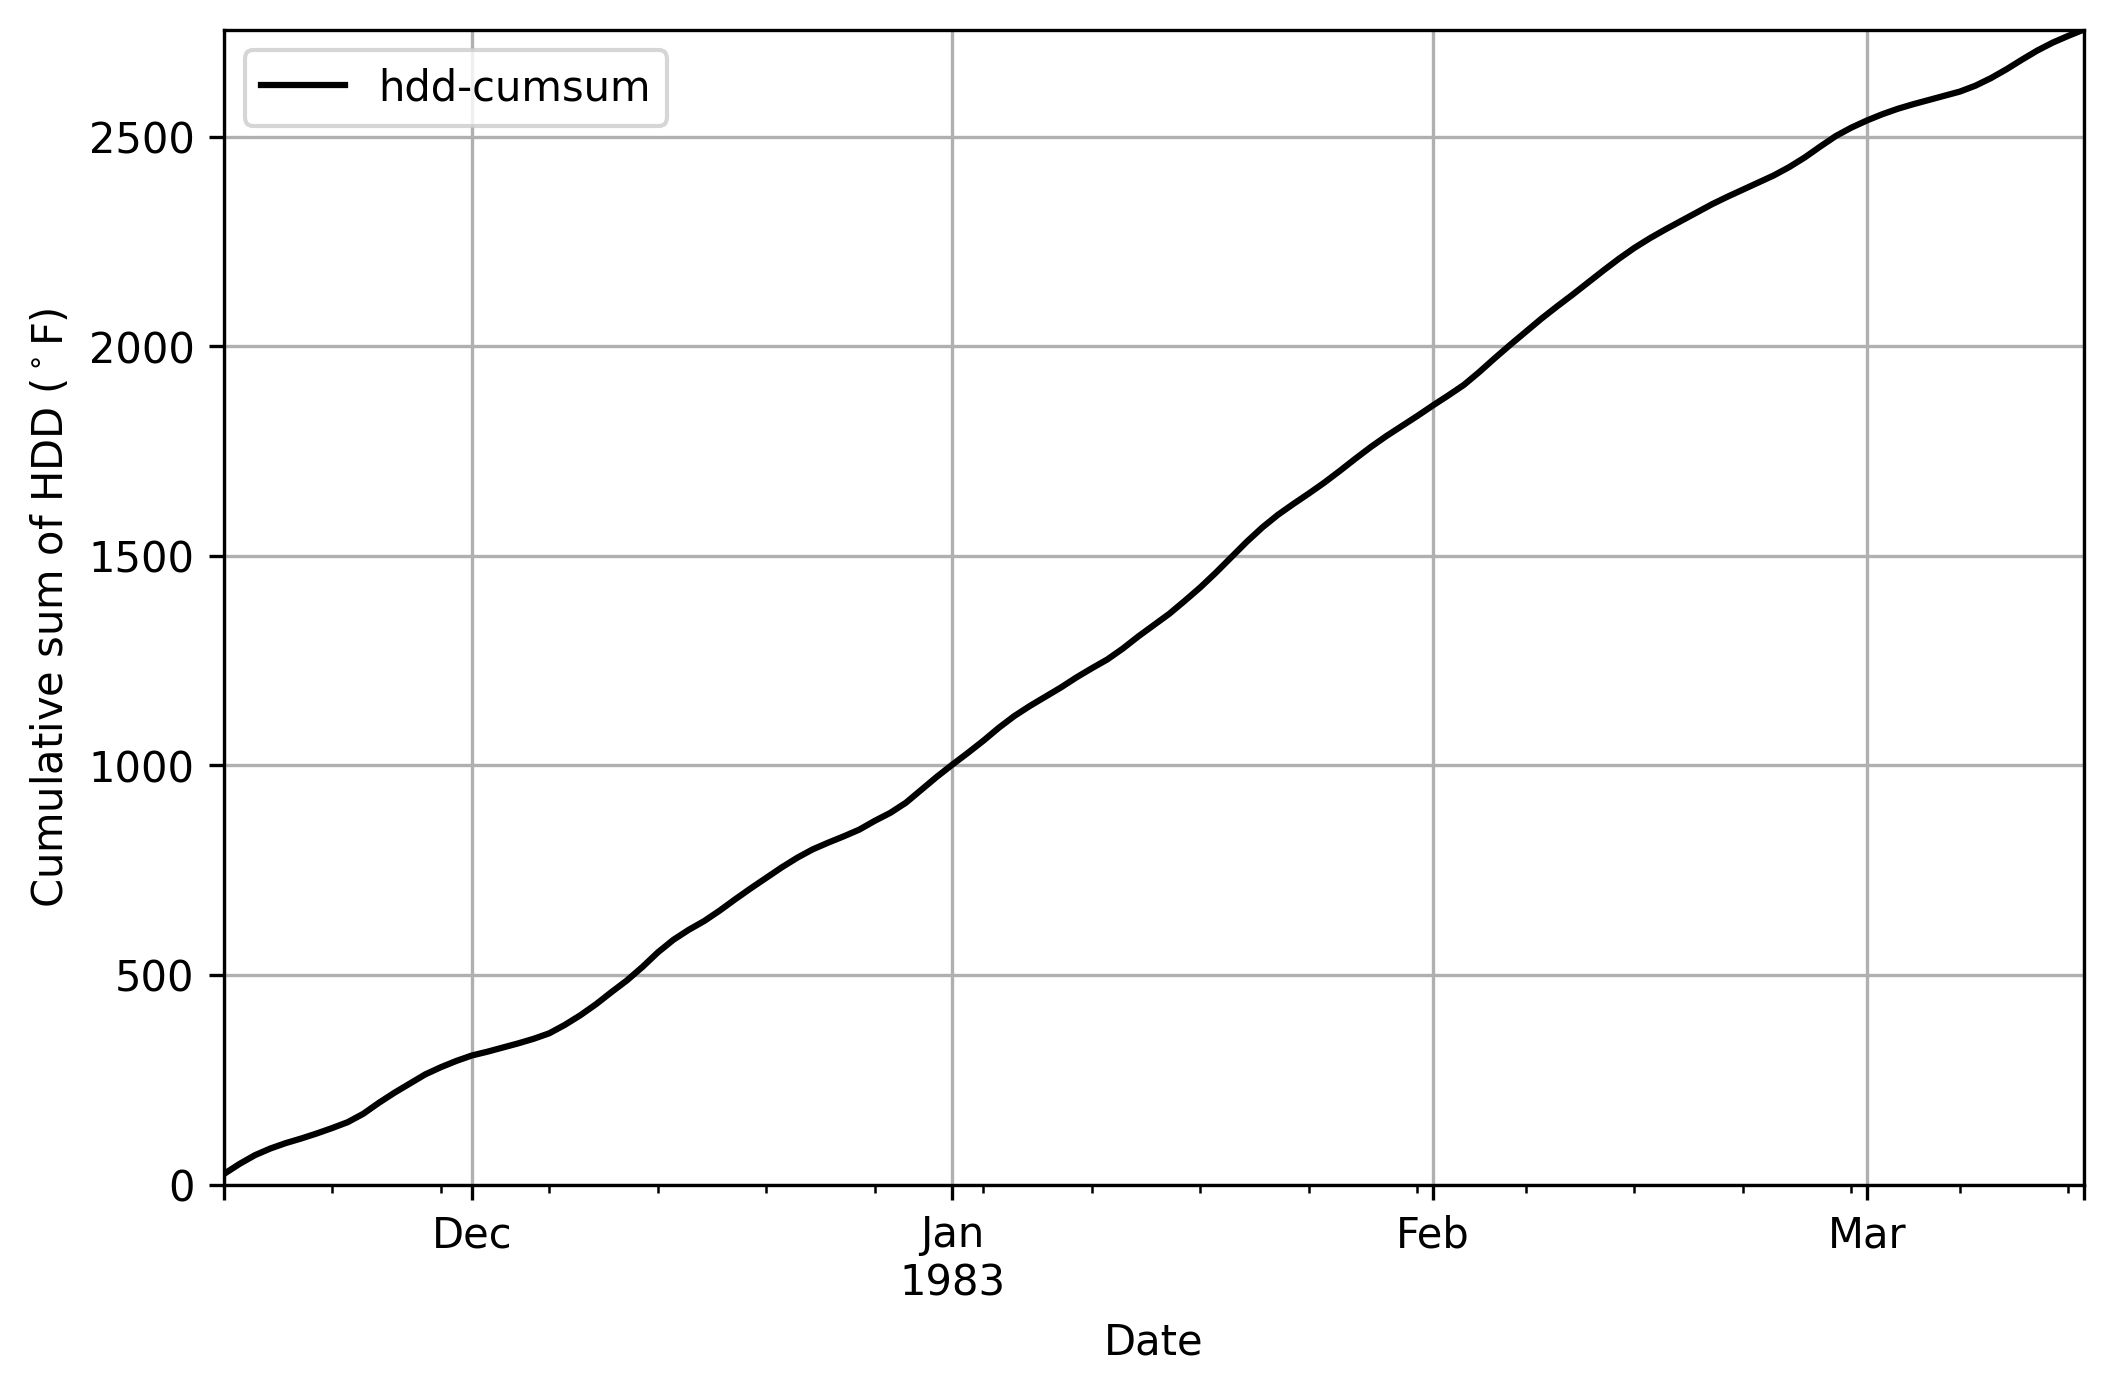 hdd-cumsum
2500
2000
1500
1000
500
0
Cumulative sum of HDD (°F)
Dec
Jan
Feb
Mar
1983
Date